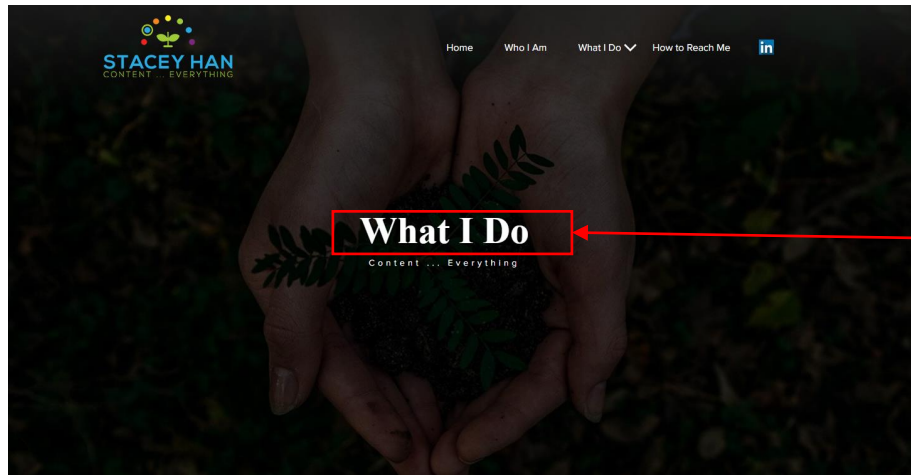 STACEY HAN
CONTENT ... EVERYTHING
Home Who I Am What I Do How to Reach Me in
What I Do
Content ... Everything